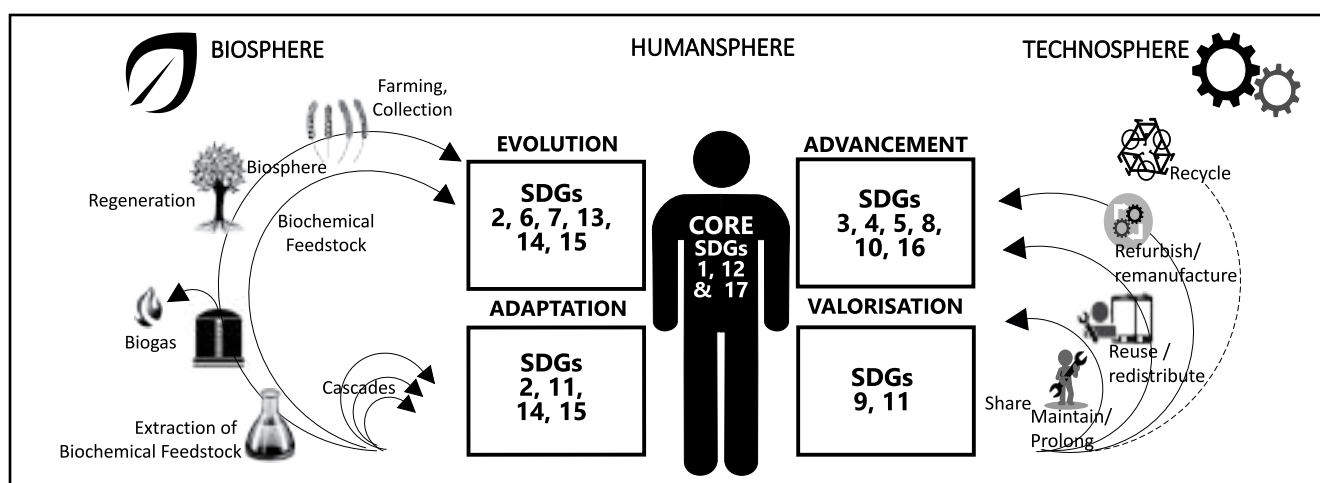 BIOSPHERE
HUMANSPHERE
TECHNOSPHERE
Farming,
Collection
Biosphere
Regeneration
Biochemical
Feedstock
Biogas
Cascades
Extraction of
Biochemical Feedstock
EVOLUTION
SDGs
2, 6, 7, 13,
14, 15
ADAPTATION
SDGs
2, 11,
14, 15
CORE
SDGs
1, 12
& 17
ADVANCEMENT
SDGs
3, 4, 5, 8,
10, 16
VALORISATION
SDGs
9, 11
Recycle
Refurbish/
remanufacture
Reuse /
redistribute
Share
Maintain/
Prolong